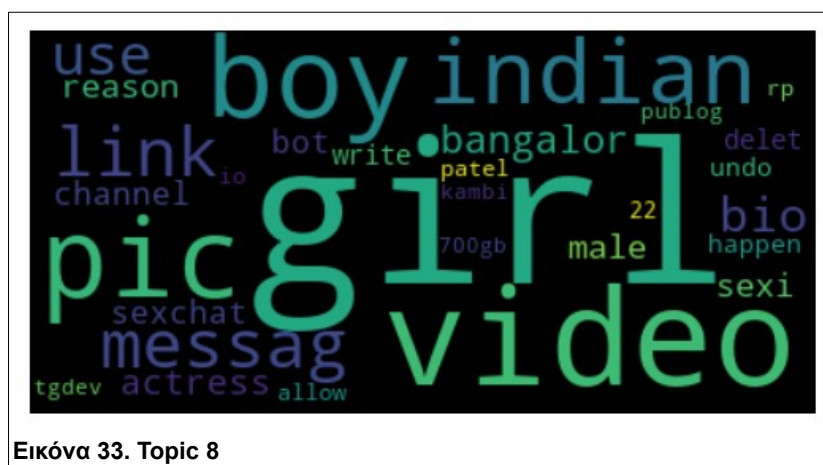 use
boy
indian
reason
rp
publog
link
bot
write
bangalor
delet
io
patel
undo
channel
girl
kambi
22
bio
pic
700gb
male
happen
sexchat
video
sexi
messag
tgdev
actress
allow
Εικόνα 33. Topic 8